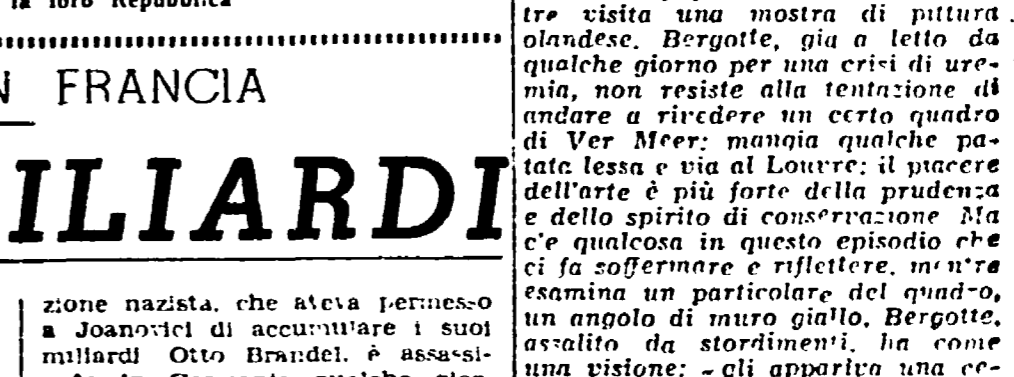 la loro Repubblica
FRANCIA
ILIARDI
zione nazista, che aveva permesso
a Joanovici di accumulare i suoi
miliardi Otto Brandel, è assassi-
qualche
tre visita una mostra di pittura
olandese. Bergotte, gia a letto da
qualche giorno per una crisi di ure-
mia, non resiste alla tentazione di
andare a rivedere un certo quadro
di Ver Meer: mangia qualche pa-
tata lessa e via al Louvre; il piacere
dell'arte è più forte della prudenza
e dello spirito di conservazione Ma
c'e qualcosa in questo episodio che
ci fa soffermare e riflettere. mentre
esamina un particolare del quadro,
un angolo di muro giallo, Bergotte,
assalito da stordimenti, ha come
una visione: «gli appariva una ce-